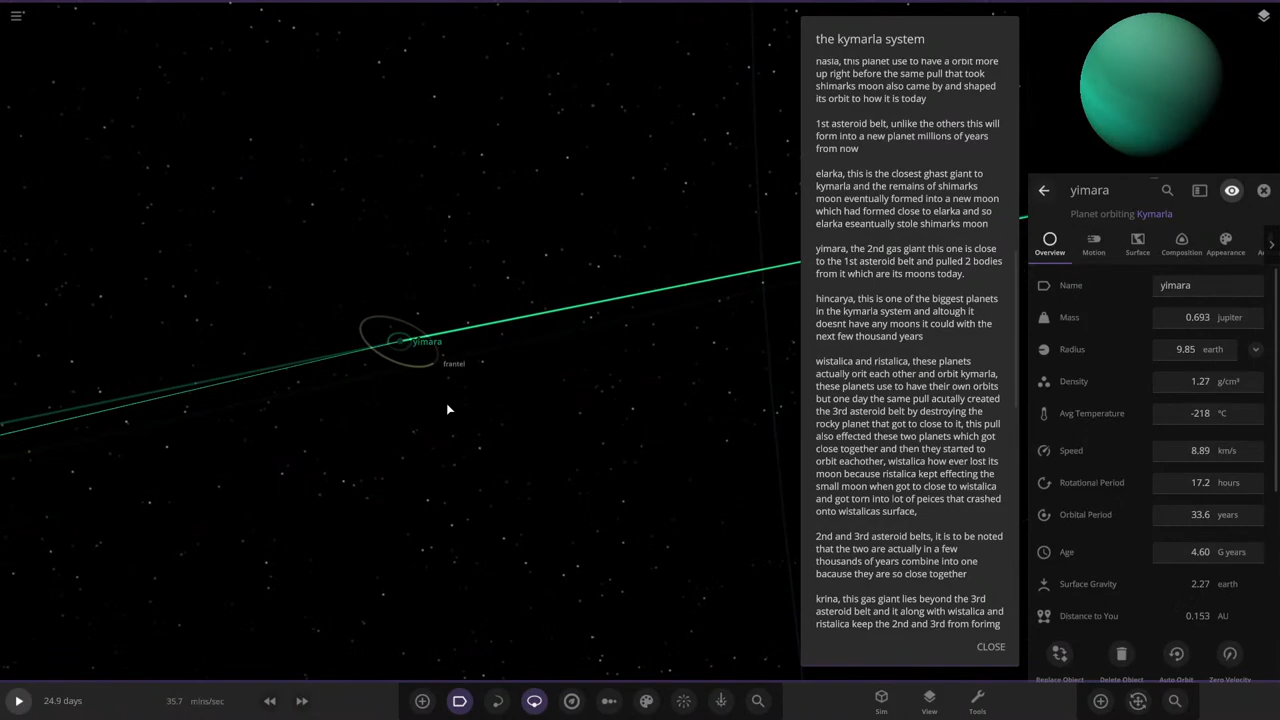 the kymarla system
nasia, this planet use to have a orbit more
up right before the same pull that took
shimarks moon also came by and shaped
its orbit to how it is today
1st asteroid belt, unlike the others this will
form into a new planet millions of years
from now
elarka, this is the closest ghast giant to
kymarla and the remains of shimarks
moon eventually formed into a new moon
which had formed close to elarka and so
elarka eseantually stole shimarks moon
yimara, the 2nd gas giant this one is close
to the 1st asteroid belt and pulled 2 bodies
from it which are its moons today.
hincarya, this is one of the biggest planets
in the kymarla system and altough it
doesnt have any moons it could with the
next few thousand years
wistalica and ristalica, these planets
actually orit each other and orbit kymarla,
these planets use to have their own orbits
but one day the same pull acutally created
the 3rd asteroid belt by destroying the
rocky planet that got to close to it, this pull
also effected these two planets which got
close together and then they started to
orbit eachother, wistalica how ever lost its
moon because ristalica kept effecting the
small moon when got to close to wistalica
and got torn into lot of peices that crashed
onto wistalicas surface,
2nd and 3rd asteroid belts, it is to be noted
that the two are actually in a few
thousands of years combine into one
bacause they are so close together
krina, this gas giant lies beyond the 3rd
asteroid belt and it along with wistalica and
ristalica keep the 2nd and 3rd from forimg
CLOSE
yimara
frantel
yimara
Planet orbiting Kymarla
Overview Motion Surface Composition Appearance
Name yimara
Mass 0.693 jupiter
Radius 9.85 earth
Density 1.27 g/cm³
Avg Temperature -218 °C
Speed 8.89 km/s
Rotational Period 17.2 hours
Orbital Period 33.6 years
Age 4.60 G years
Surface Gravity 2.27 earth
Distance to You 0.153 AU
Replace Object Delete Object Auto Orbit Zero Velocity
24.9 days 35.7 mins/sec
Sim View Tools